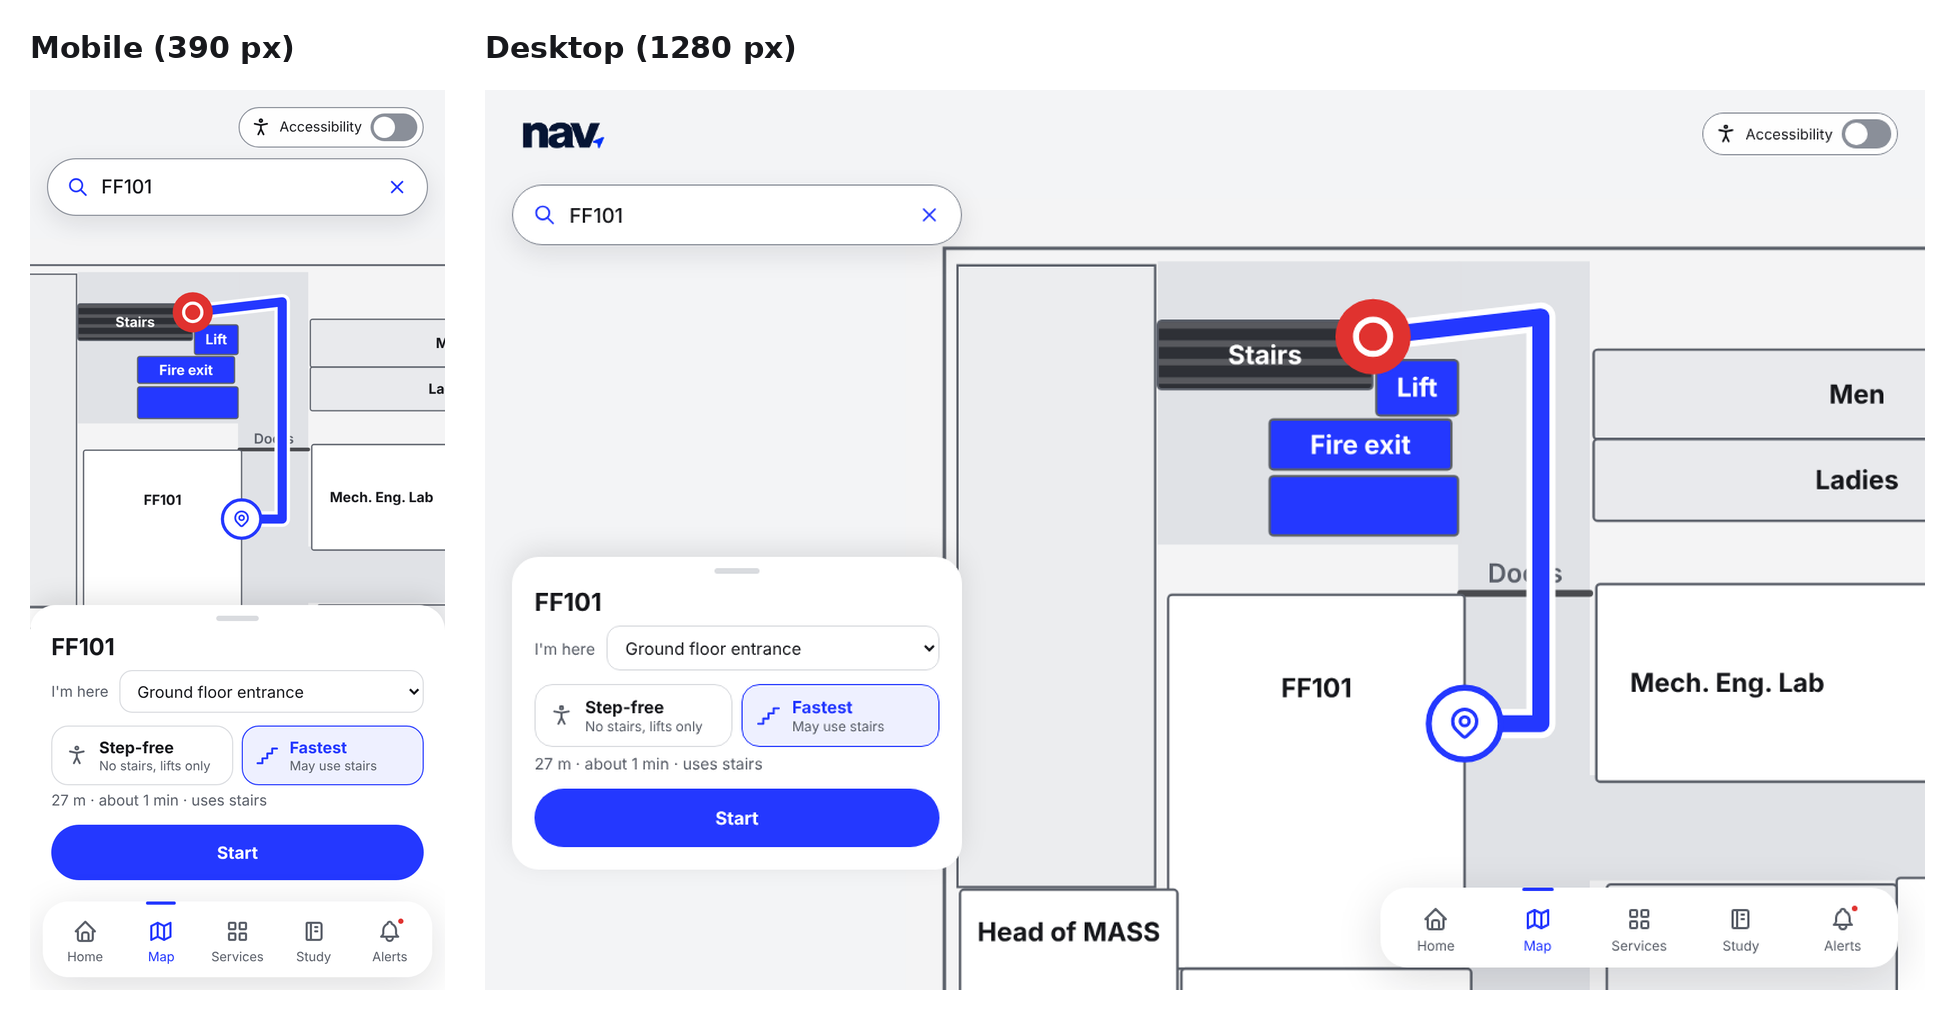 Mobile (390 px)
Accessibility
FF101
Stairs
Lift
Fire exit
M
La
Doors
FF101
Mech. Eng. Lab
FF101
I'm here
Ground floor entrance
Step-free
No stairs, lifts only
Fastest
May use stairs
27 m · about 1 min · uses stairs
Start
Home
Map
Services
Study
Alerts
Desktop (1280 px)
nav
Accessibility
FF101
Stairs
Lift
Men
Fire exit
Ladies
Doors
FF101
Mech. Eng. Lab
Head of MASS
FF101
I'm here
Ground floor entrance
Step-free
No stairs, lifts only
Fastest
May use stairs
27 m · about 1 min · uses stairs
Start
Home
Map
Services
Study
Alerts